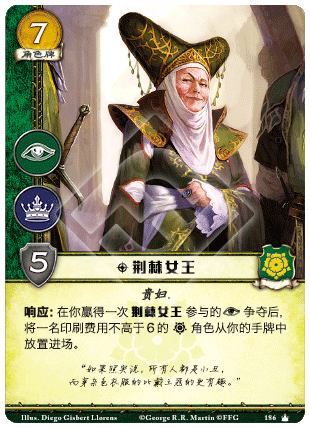 7
角色牌
5
荆棘女王
贵妇.
响应: 在你赢得一次 荆棘女王 参与的 争夺后,
将一名印刷费用不高于6的 角色从你的手牌中
放置进场。
“如果照我说, 所有人都是小丑,
而穿杂色衣服的比戴王冠的更有趣。”
Illus. Diego Gisbert Llorens ©George R.R. Martin ©FFG 186